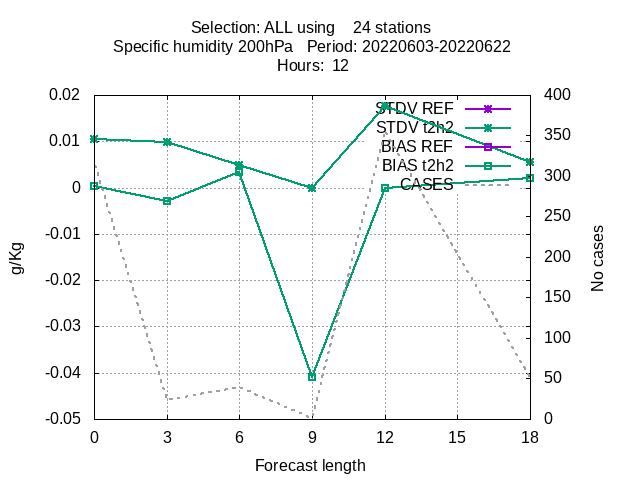 Selection: ALL using    24 stations
Specific humidity 200hPa   Period: 20220603-20220622
Hours:  12
0.02
0.01
0
-0.01
-0.02
-0.03
-0.04
-0.05
g/Kg
STDV REF
STDV t2h2
BIAS REF
BIAS t2h2
CASES
400
350
300
250
200
150
100
50
0
No cases
0 3 6 9 12 15 18
Forecast length